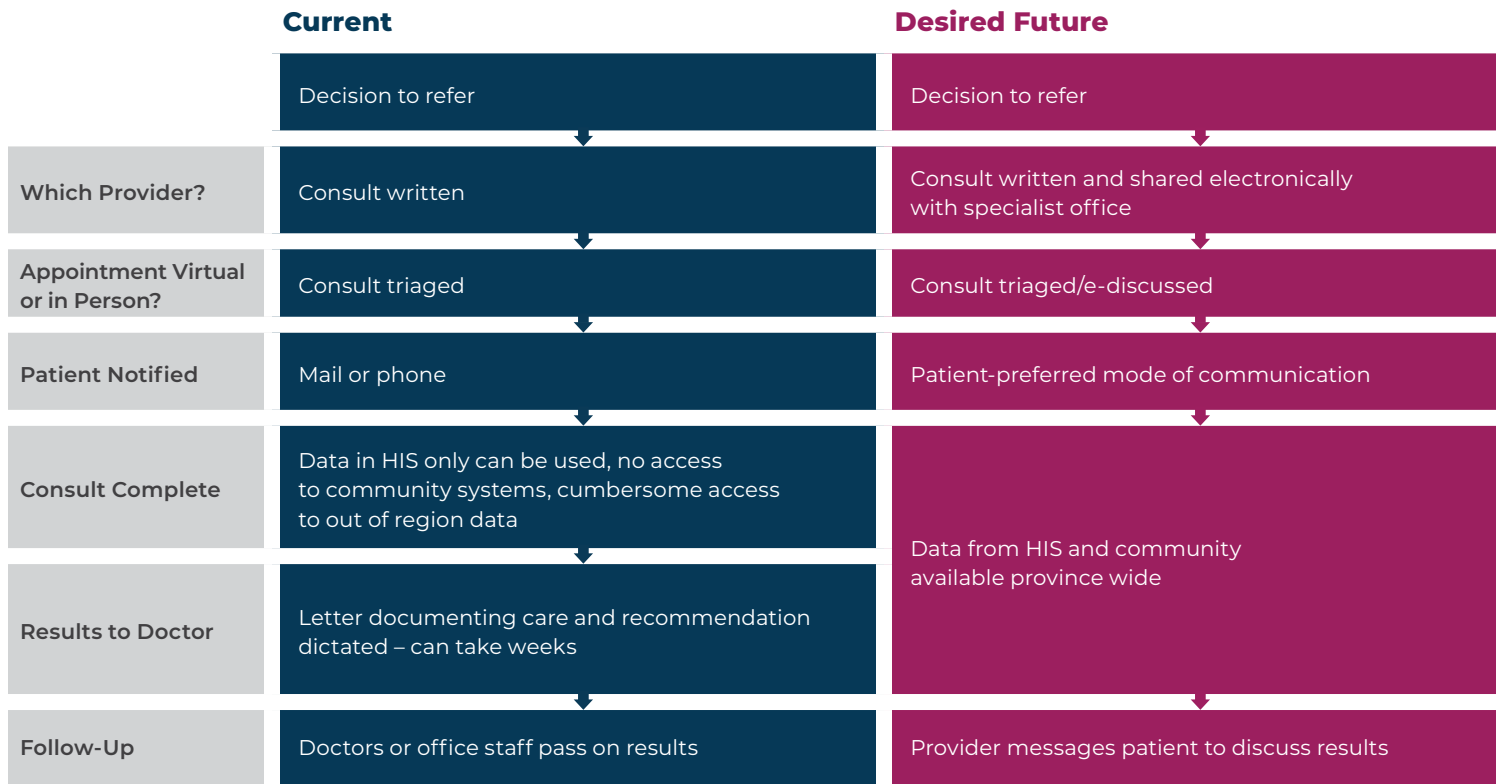 Current
Desired Future
Decision to refer
Decision to refer
Which Provider?
Consult written
Consult written and shared electronically
with specialist office
Appointment Virtual
or in Person?
Consult triaged
Consult triaged/e-discussed
Patient Notified
Mail or phone
Patient-preferred mode of communication
Consult Complete
Data in HIS only can be used, no access
to community systems, cumbersome access
to out of region data
Data from HIS and community
available province wide
Results to Doctor
Letter documenting care and recommendation
dictated – can take weeks
Follow-Up
Doctors or office staff pass on results
Provider messages patient to discuss results